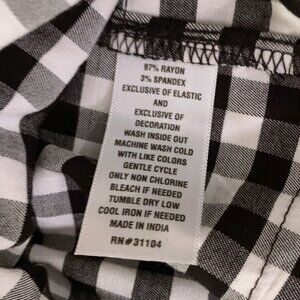 97% RAYON
3% SPANDEX
EXCLUSIVE OF ELASTIC
AND
EXCLUSIVE OF
DECORATION
WASH INSIDE OUT
MACHINE WASH COLD
WITH LIKE COLORS
GENTLE CYCLE
ONLY NON CHLORINE
BLEACH IF NEEDED
TUMBLE DRY LOW
COOL IRON IF NEEDED
MADE IN INDIA
RN#31104